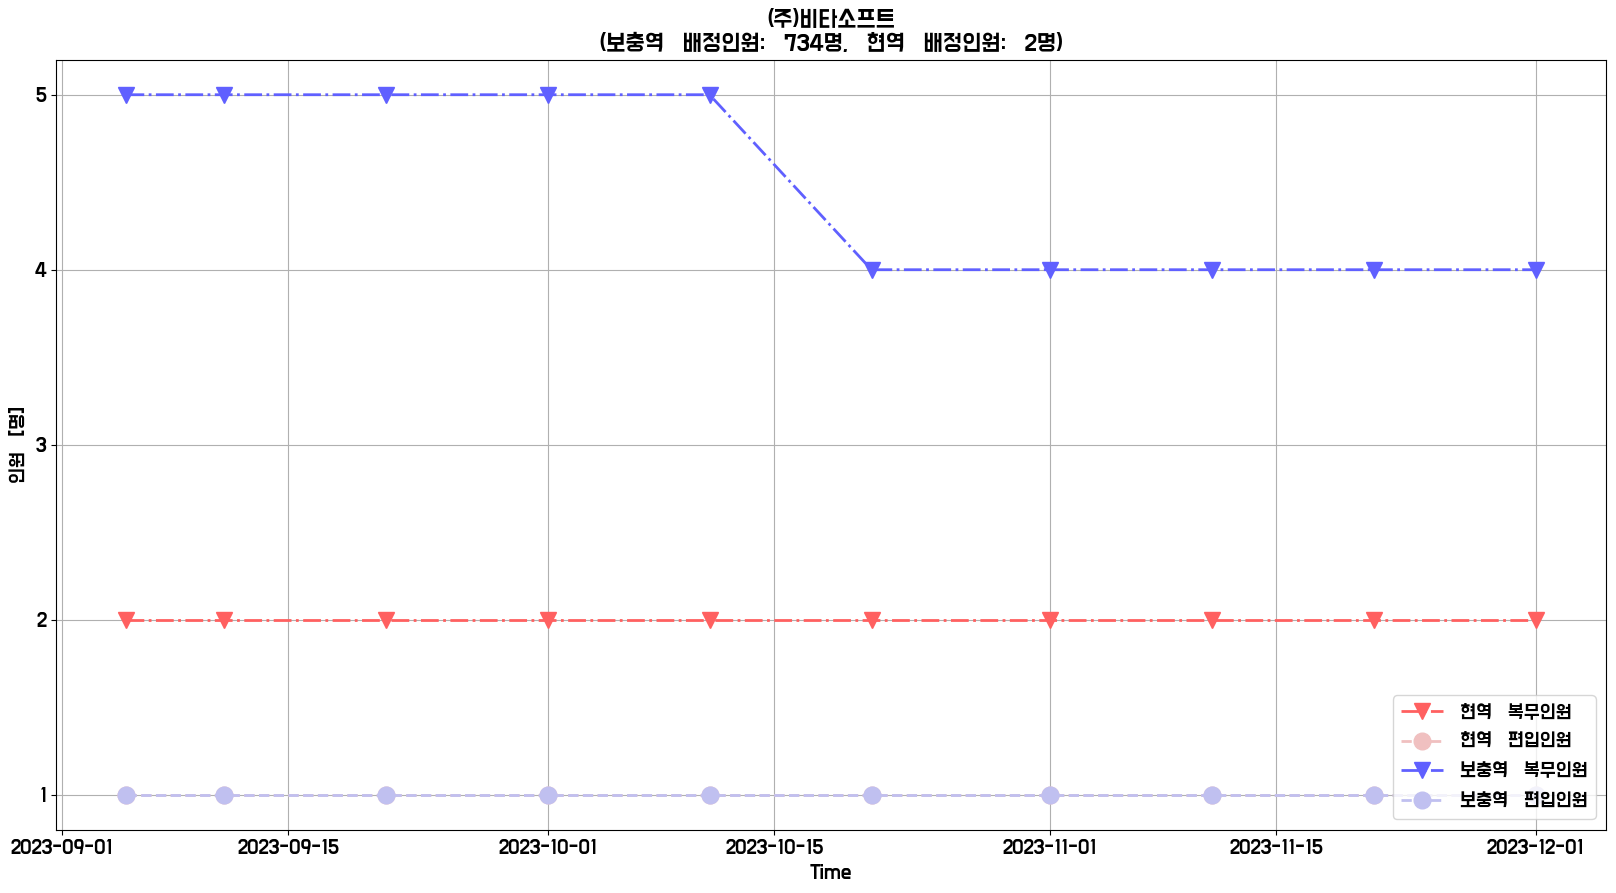 (주)비타소프트
(보충역 배정인원: 734명, 현역 배정인원: 2명)
인원 [명]
5
4
3
2
1
현역 복무인원
현역 편입인원
보충역 복무인원
보충역 편입인원
2023-09-01 2023-09-15 2023-10-01 2023-10-15 2023-11-01 2023-11-15 2023-12-01
Time